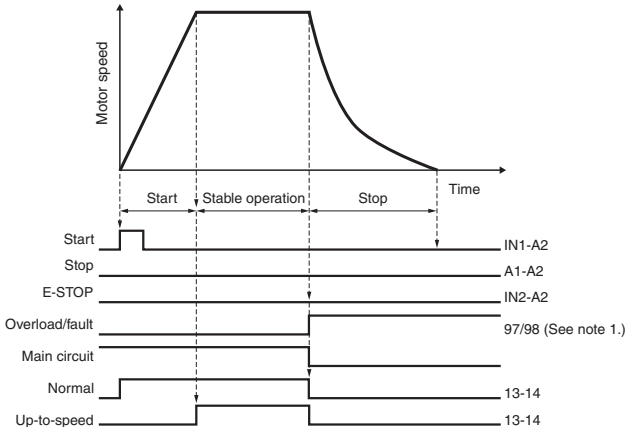 Motor speed
Time
Start Stable operation Stop
Start IN1-A2
Stop A1-A2
E-STOP IN2-A2
Overload/fault 97/98 (See note 1.)
Main circuit
Normal 13-14
Up-to-speed 13-14